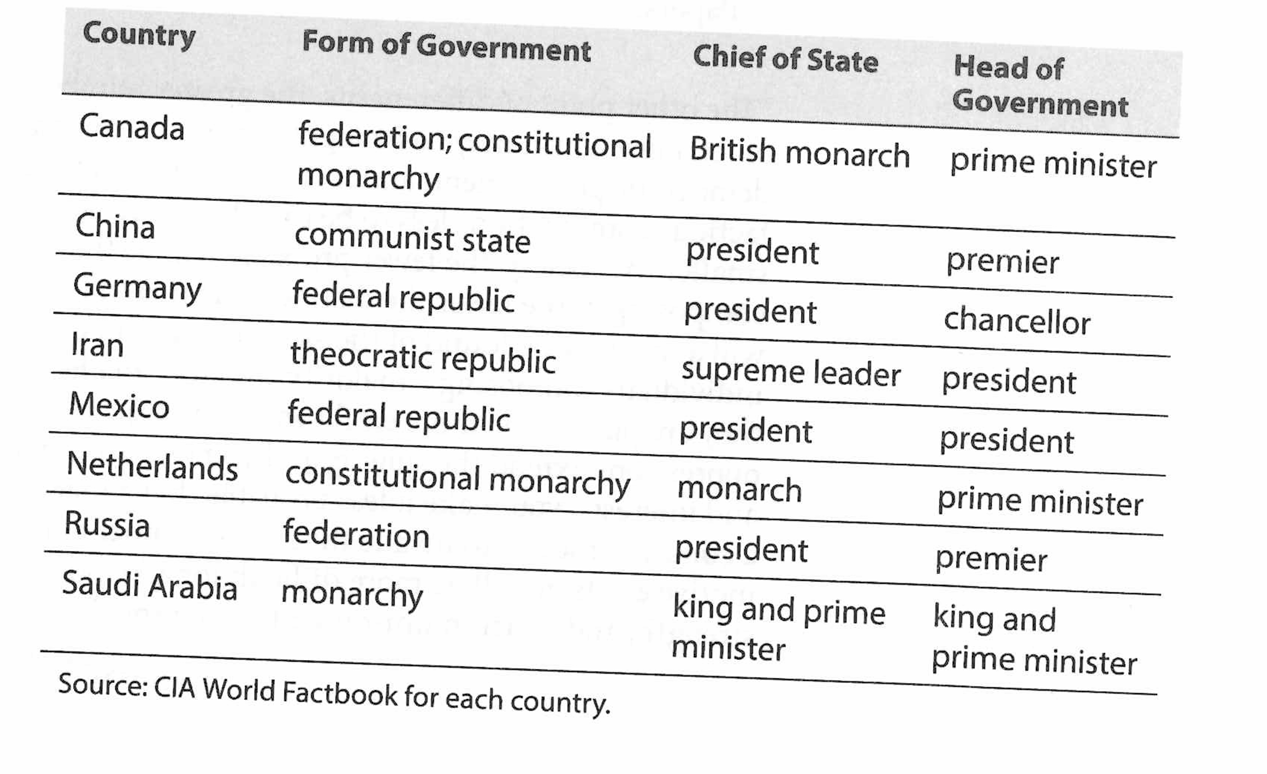 Country Form of Government Chief of State Head of
Government
Canada federation; constitutional British monarch prime minister
monarchy
China communist state president premier
Germany federal republic president chancellor
Iran theocratic republic supreme leader president
Mexico federal republic president president
Netherlands constitutional monarchy monarch prime minister
Russia federation president premier
Saudi Arabia monarchy king and prime king and
minister prime minister
Source: CIA World Factbook for each country.